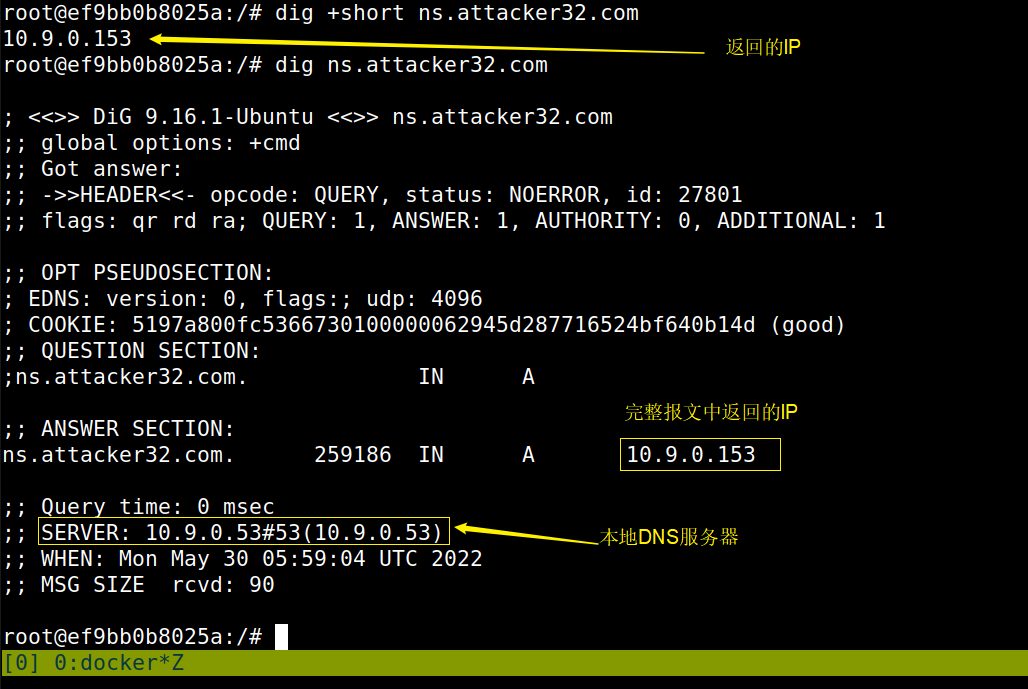 root@ef9bb0b8025a:/# dig +short ns.attacker32.com
10.9.0.153
返回的IP
root@ef9bb0b8025a:/# dig ns.attacker32.com
; <<>> DiG 9.16.1-Ubuntu <<>> ns.attacker32.com
;; global options: +cmd
;; Got answer:
;; ->>HEADER<<- opcode: QUERY, status: NOERROR, id: 27801
;; flags: qr rd ra; QUERY: 1, ANSWER: 1, AUTHORITY: 0, ADDITIONAL: 1
;; OPT PSEUDOSECTION:
; EDNS: version: 0, flags:; udp: 4096
; COOKIE: 5197a800fc5366730100000062945d287716524bf640b14d (good)
;; QUESTION SECTION:
;ns.attacker32.com. IN A
完整报文中返回的IP
;; ANSWER SECTION:
ns.attacker32.com. 259186 IN A 10.9.0.153
;; Query time: 0 msec
;; SERVER: 10.9.0.53#53(10.9.0.53)
本地DNS服务器
;; WHEN: Mon May 30 05:59:04 UTC 2022
;; MSG SIZE rcvd: 90
root@ef9bb0b8025a:/#
[0] 0:docker*Z